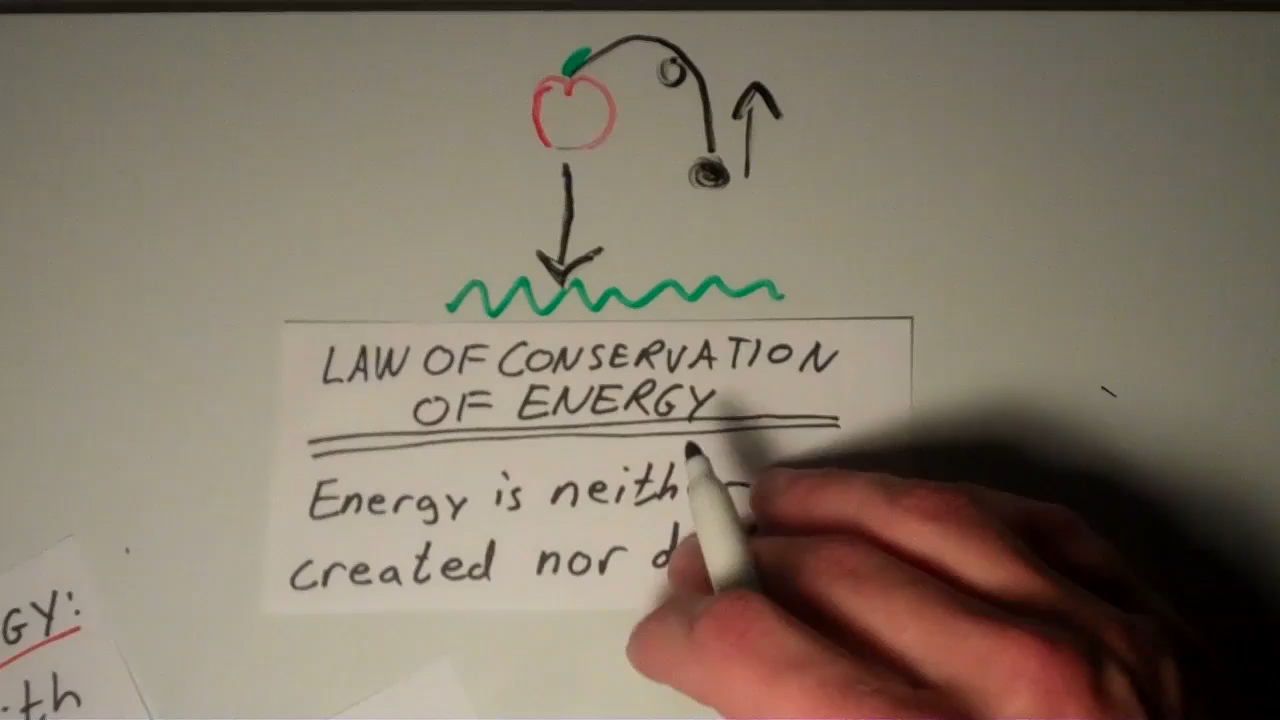 LAW OF CONSERVATION
OF ENERGY
Energy is neith
created nor d
GY:
th